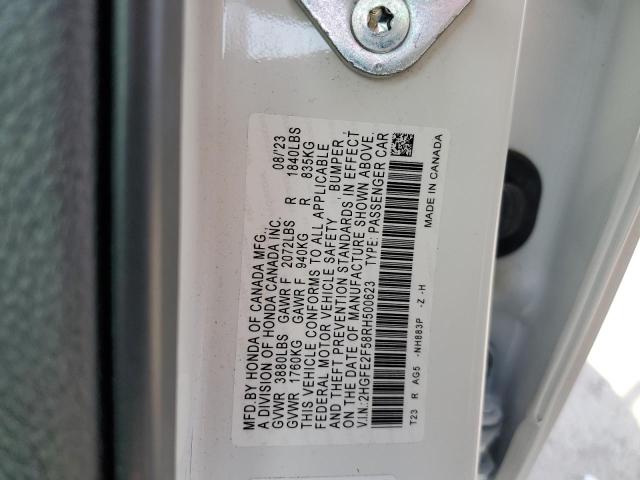 MFD.BY HONDA OF CANADA MFG., 08/'23
A DIVISION OF HONDA CANADA INC.
GVWR 3880LBS GAWR F 2072LBS R 1840LBS
GVWR 1760KG GAWR F 940KG R 835KG
THIS VEHICLE CONFORMS TO ALL APPLICABLE
FEDERAL MOTOR VEHICLE SAFETY, BUMPER,
AND THEFT PREVENTION STANDARDS IN EFFECT
ON THE DATE OF MANUFACTURE SHOWN ABOVE.
V.I.N.:2HGFE2F58RH500623 TYPE: PASSENGER CAR
T23 R AG5 -NH883P -Z -H MADE IN CANADA